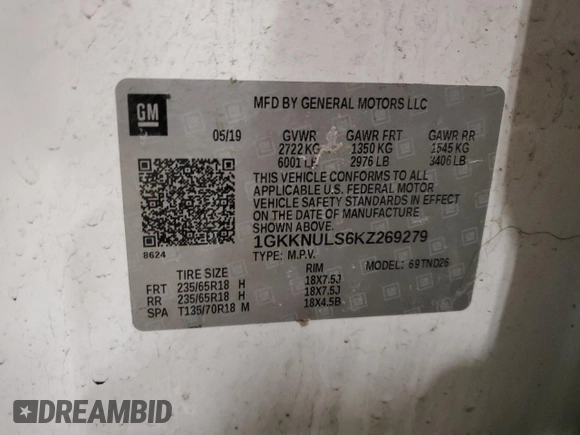 GM
MFD BY GENERAL MOTORS LLC
05/19 GVWR GAWR FRT GAWR RR
2722 KG 1350 KG 1545 KG
6001 LB 2976 LB 3406 LB
THIS VEHICLE CONFORMS TO ALL
APPLICABLE U.S. FEDERAL MOTOR
VEHICLE SAFETY STANDARDS IN EFFECT
ON THE DATE OF MANUFACTURE
SHOWN ABOVE.
8624
1GKKNULS6KZ269279
TYPE: M.P.V. MODEL: 69TND26
TIRE SIZE RIM
FRT 235/65R18 H 18X7.5J
RR 235/65R18 H 18X7.5J
SPA T135/70R18 M 18X4.5B
DREAMBID